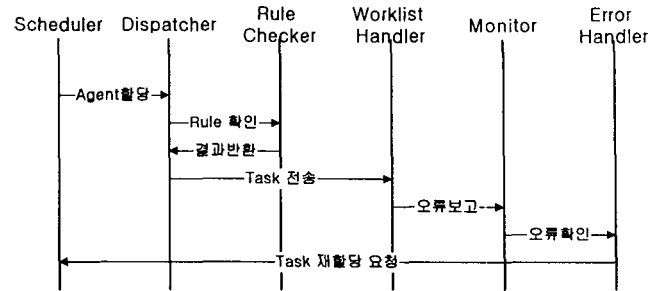 Scheduler Dispatcher Rule Checker Worklist Handler Monitor Error Handler
Agent할당
Rule 확인
결과반환
Task 전송
오류보고
오류확인
Task 재할당 요청